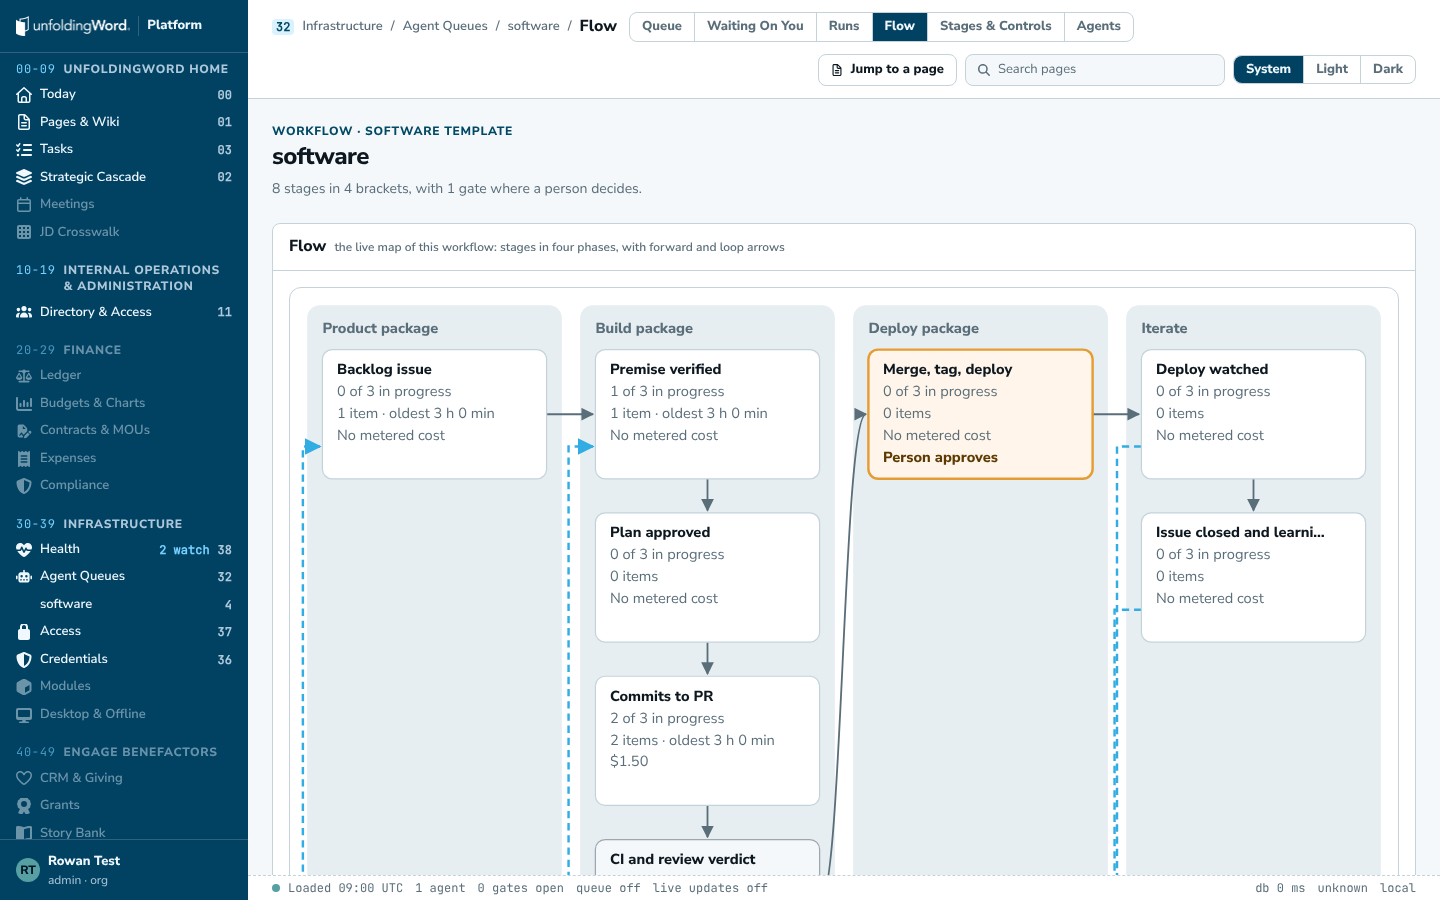 unfoldingWord Platform
00-09 UNFOLDINGWORD HOME
Today 00
Pages & Wiki 01
Tasks 03
Strategic Cascade 02
Meetings
JD Crosswalk
10-19 INTERNAL OPERATIONS
& ADMINISTRATION
Directory & Access 11
20-29 FINANCE
Ledger
Budgets & Charts
Contracts & MOUs
Expenses
Compliance
30-39 INFRASTRUCTURE
Health 2 watch 38
Agent Queues 32
software 4
Access 37
Credentials 36
Modules
Desktop & Offline
40-49 ENGAGE BENEFACTORS
CRM & Giving
Grants
Story Bank
RT Rowan Test
admin · org
32 Infrastructure / Agent Queues / software / Flow
Queue Waiting On You Runs Flow Stages & Controls Agents
Jump to a page Search pages System Light Dark
WORKFLOW · SOFTWARE TEMPLATE
software
8 stages in 4 brackets, with 1 gate where a person decides.
Flow the live map of this workflow: stages in four phases, with forward and loop arrows
Product package
Backlog issue
0 of 3 in progress
1 item · oldest 3 h 0 min
No metered cost
Build package
Premise verified
1 of 3 in progress
1 item · oldest 3 h 0 min
No metered cost
Plan approved
0 of 3 in progress
0 items
No metered cost
Commits to PR
2 of 3 in progress
2 items · oldest 3 h 0 min
$1.50
CI and review verdict
Deploy package
Merge, tag, deploy
0 of 3 in progress
0 items
No metered cost
Person approves
Iterate
Deploy watched
0 of 3 in progress
0 items
No metered cost
Issue closed and learni...
0 of 3 in progress
0 items
No metered cost
Loaded 09:00 UTC 1 agent 0 gates open queue off live updates off
db 0 ms unknown local